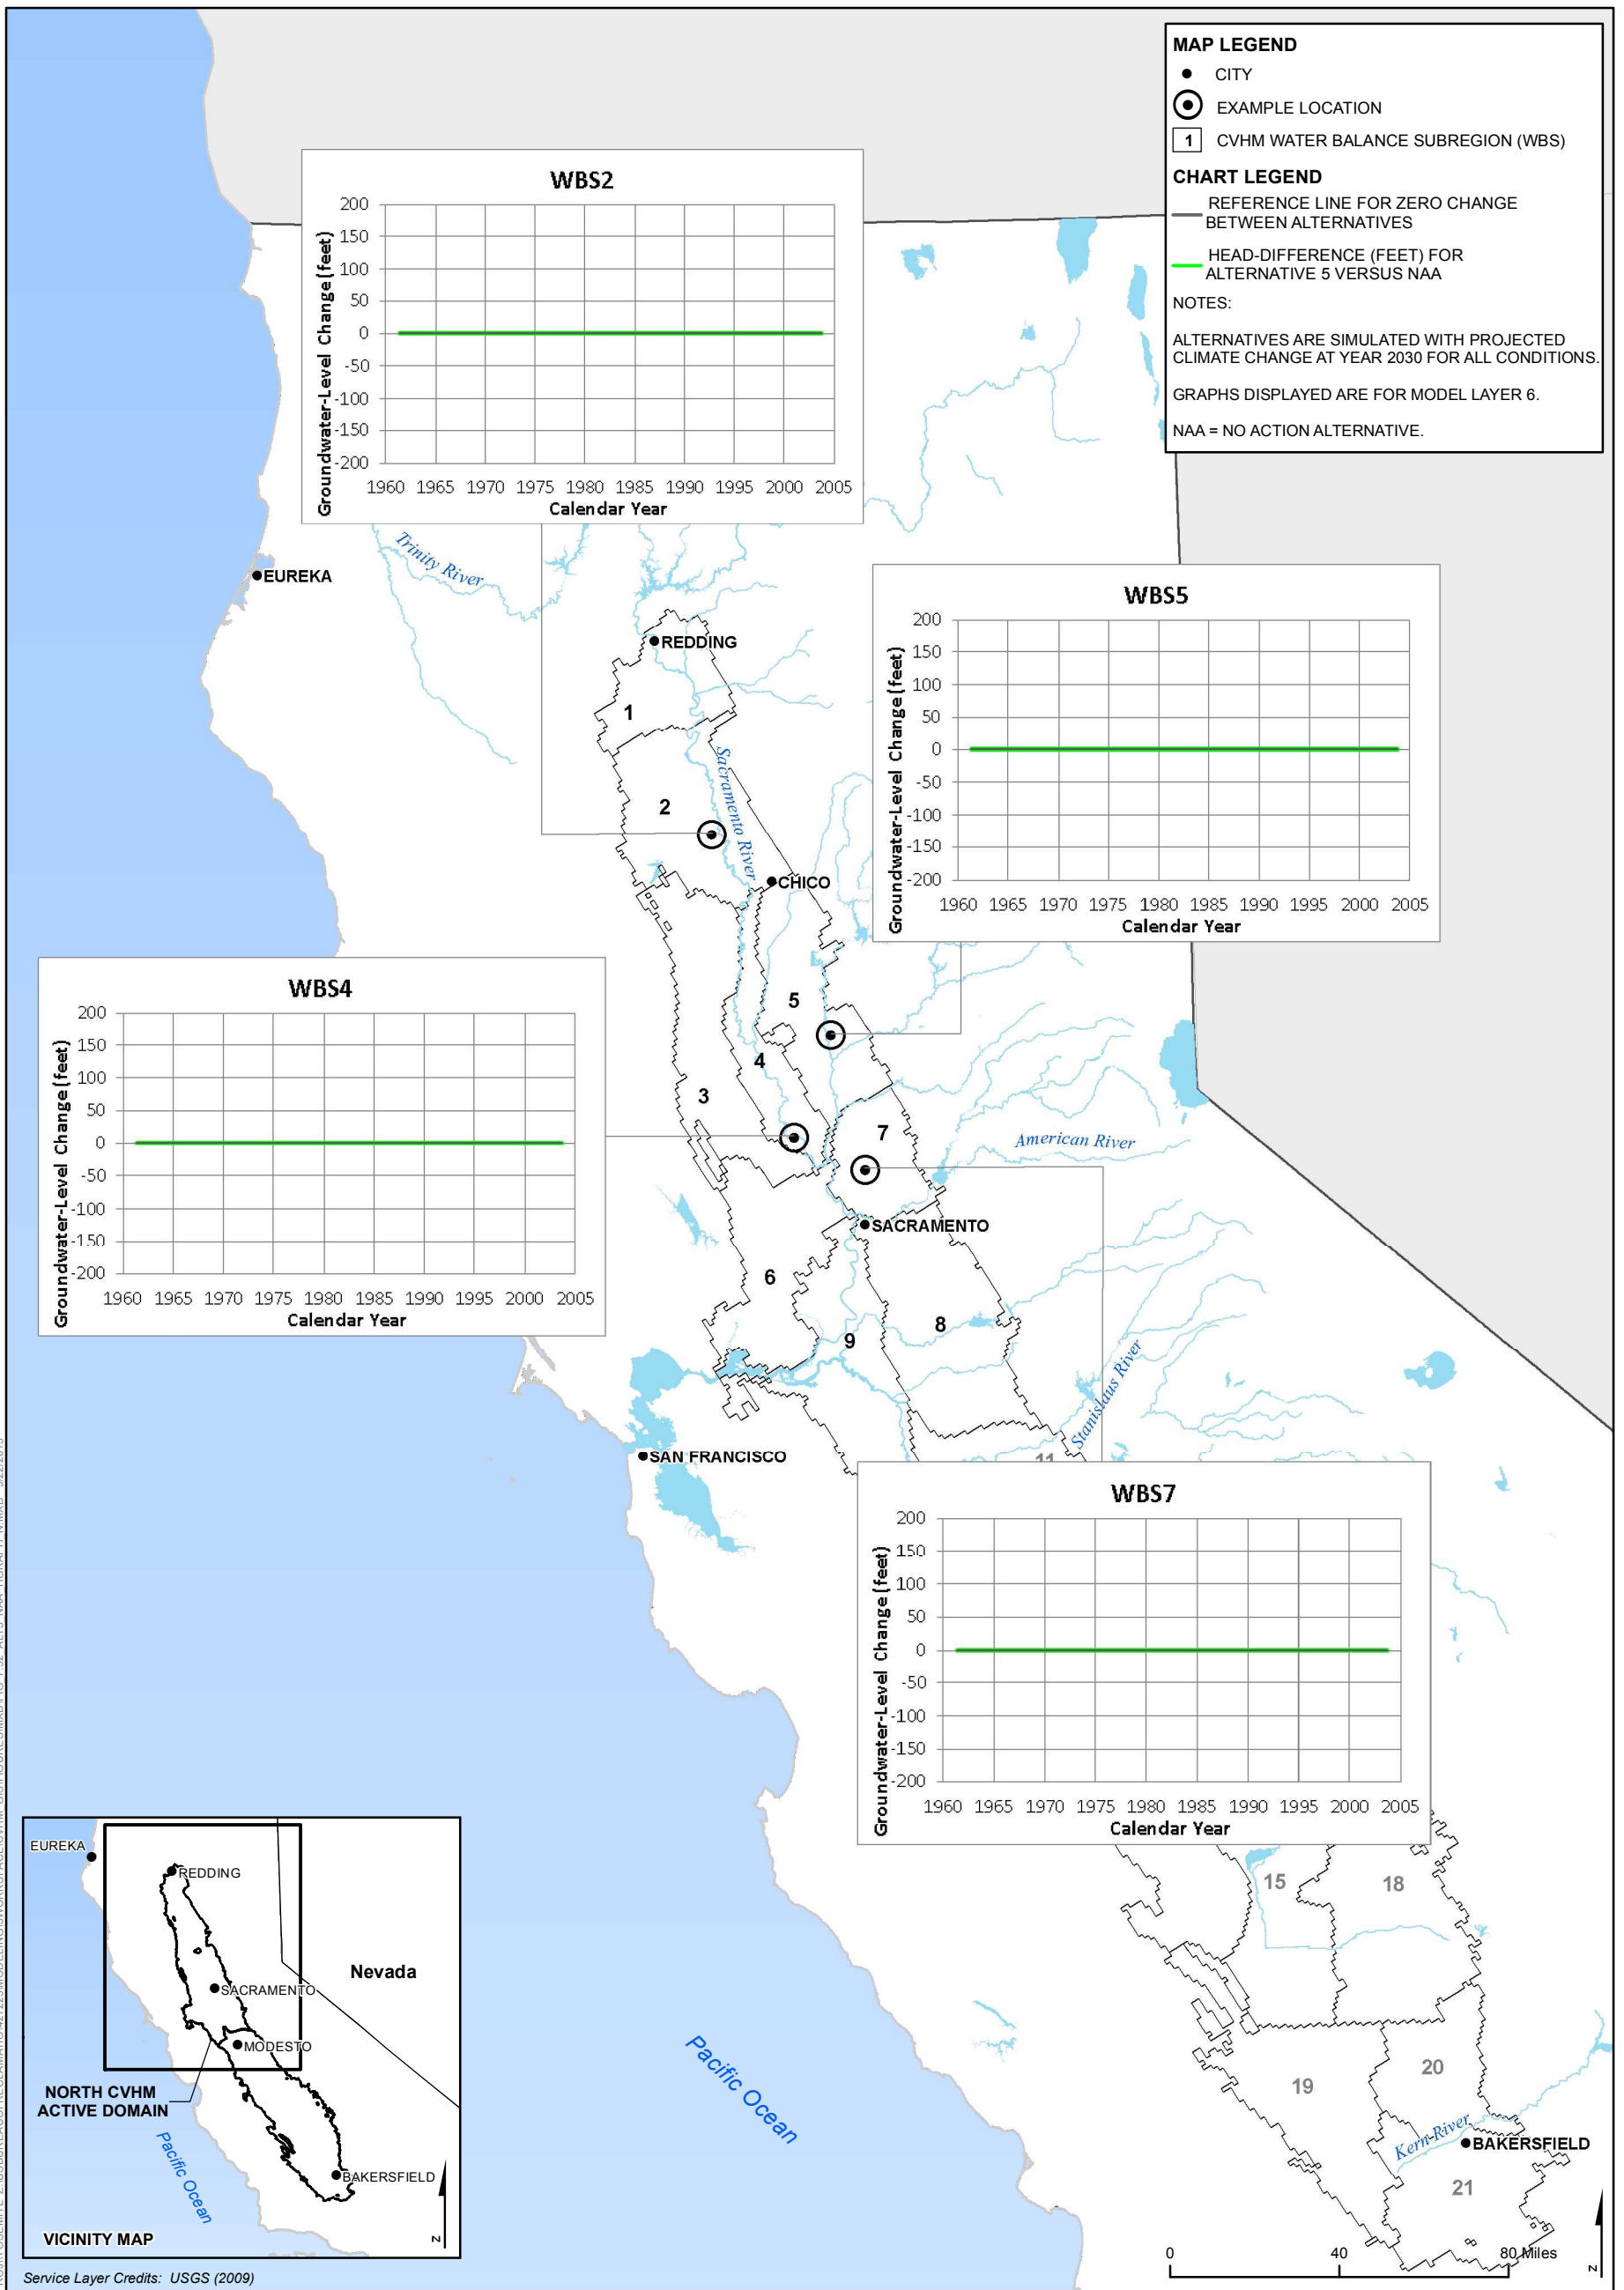 MAP LEGEND
CITY
EXAMPLE LOCATION
1 CVHM WATER BALANCE SUBREGION (WBS)
CHART LEGEND
REFERENCE LINE FOR ZERO CHANGE
BETWEEN ALTERNATIVES
HEAD-DIFFERENCE (FEET) FOR
ALTERNATIVE 5 VERSUS NAA
NOTES:
ALTERNATIVES ARE SIMULATED WITH PROJECTED
CLIMATE CHANGE AT YEAR 2030 FOR ALL CONDITIONS.
GRAPHS DISPLAYED ARE FOR MODEL LAYER 6.
NAA = NO ACTION ALTERNATIVE.
WBS2
Groundwater-Level Change (feet)
200
150
100
50
0
-50
-100
-150
-200
1960 1965 1970 1975 1980 1985 1990 1995 2000 2005
Calendar Year
Trinity River
EUREKA
REDDING
1
2
Sacramento River
CHICO
WBS5
Groundwater-Level Change (feet)
200
150
100
50
0
-50
-100
-150
-200
1960 1965 1970 1975 1980 1985 1990 1995 2000 2005
Calendar Year
WBS4
Groundwater-Level Change (feet)
200
150
100
50
0
-50
-100
-150
-200
1960 1965 1970 1975 1980 1985 1990 1995 2000 2005
Calendar Year
5
4
3
7
American River
SACRAMENTO
6
8
9
Stanislaus River
11
SAN FRANCISCO
WBS7
Groundwater-Level Change (feet)
200
150
100
50
0
-50
-100
-150
-200
1960 1965 1970 1975 1980 1985 1990 1995 2000 2005
Calendar Year
15
18
19
20
Kern River
BAKERSFIELD
21
Pacific Ocean
0 40 80 Miles
N
EUREKA
REDDING
Nevada
SACRAMENTO
MODESTO
NORTH CVHM
ACTIVE DOMAIN
Pacific Ocean
BAKERSFIELD
VICINITY MAP
N
Service Layer Credits: USGS (2009)